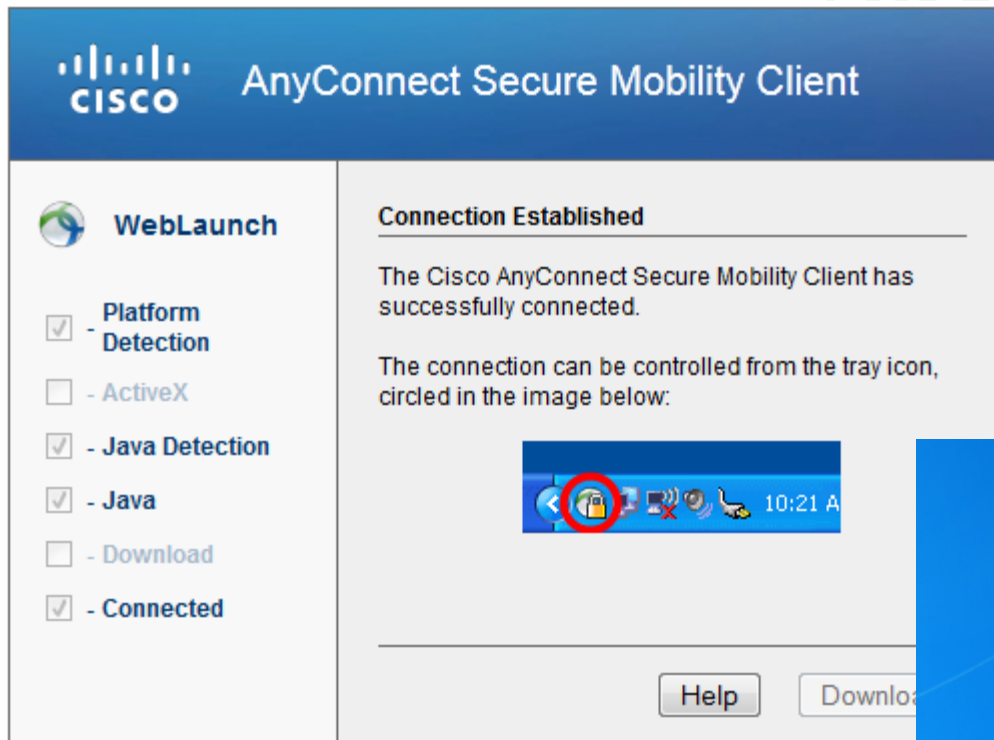 CISCO
AnyConnect Secure Mobility Client
WebLaunch
- Platform
Detection
- ActiveX
- Java Detection
- Java
- Download
- Connected
Connection Established
The Cisco AnyConnect Secure Mobility Client has
successfully connected.
The connection can be controlled from the tray icon,
circled in the image below:
10:21 A
Help
Downloa